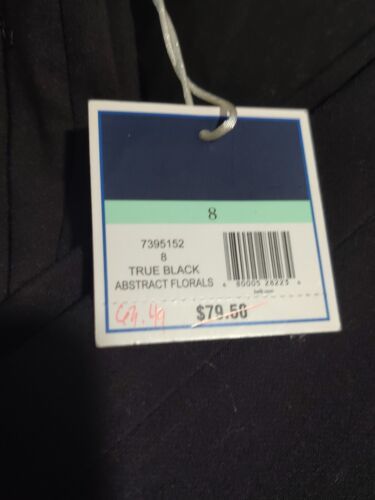 8
7395152
8
TRUE BLACK
ABSTRACT FLORALS
$79.50